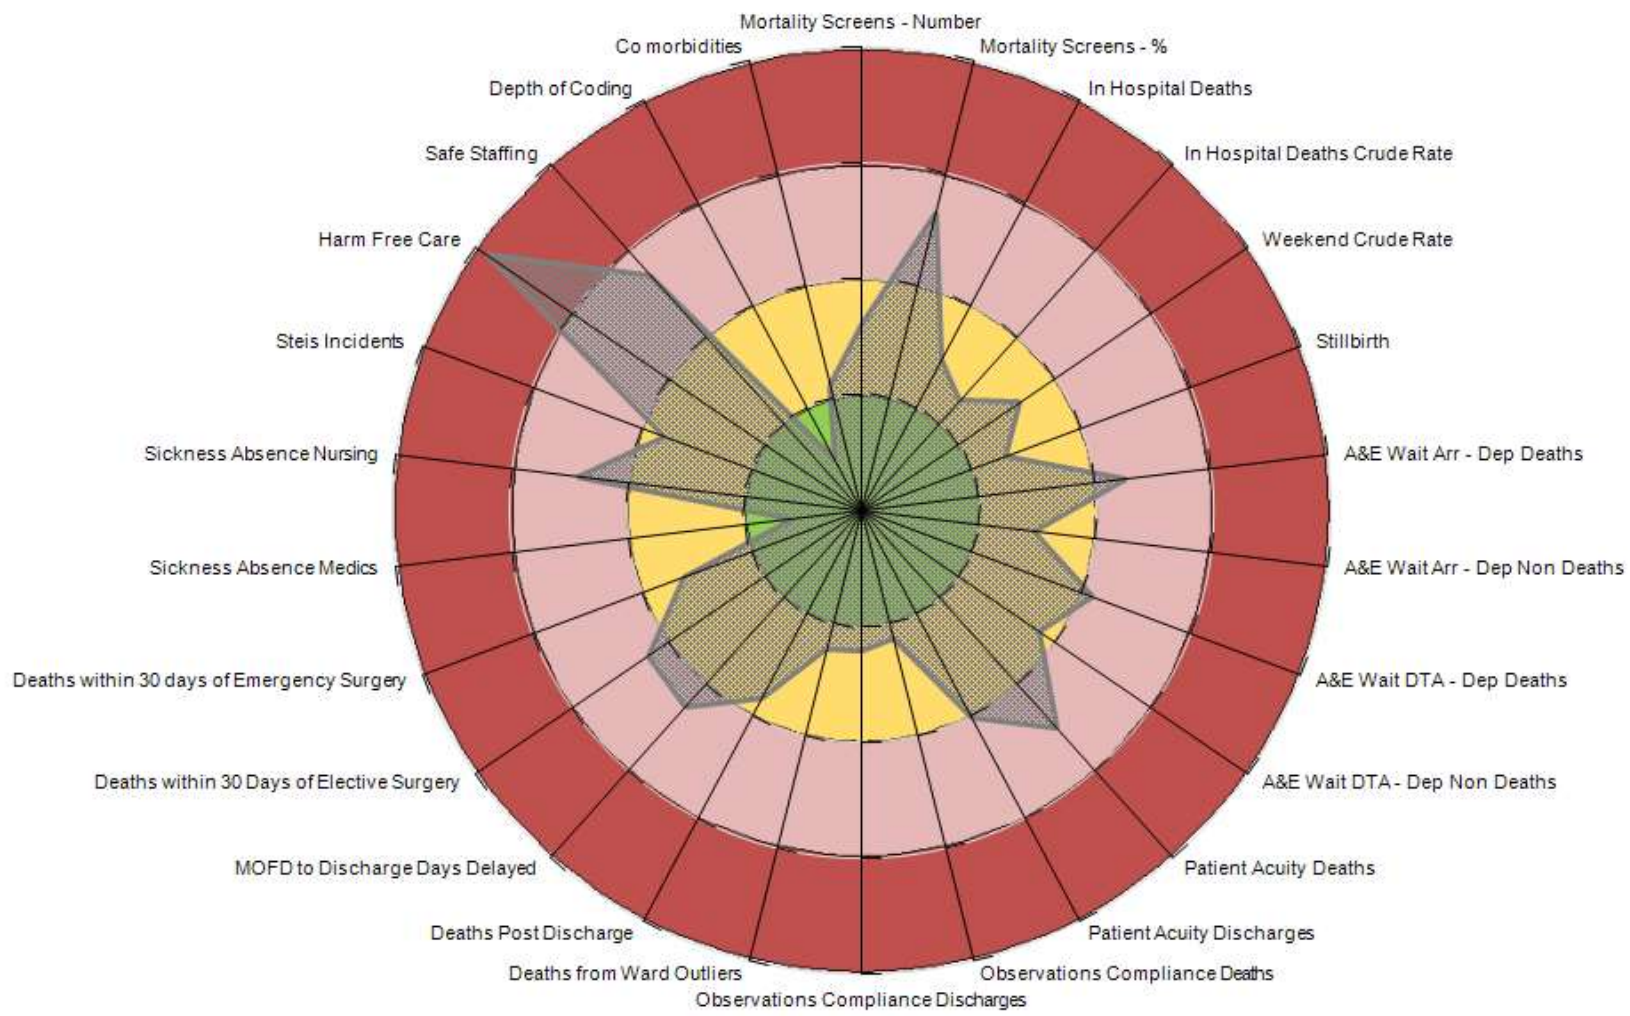 Mortality Screens - Number
Mortality Screens - %
In Hospital Deaths
In Hospital Deaths Crude Rate
Weekend Crude Rate
Stillbirth
A&E Wait Arr - Dep Deaths
A&E Wait Arr - Dep Non Deaths
A&E Wait DTA - Dep Deaths
A&E Wait DTA - Dep Non Deaths
Patient Acuity Deaths
Patient Acuity Discharges
Observations Compliance Deaths
Observations Compliance Discharges
Deaths from Ward Outliers
Deaths Post Discharge
MOFD to Discharge Days Delayed
Deaths within 30 Days of Elective Surgery
Deaths within 30 days of Emergency Surgery
Sickness Absence Medics
Sickness Absence Nursing
Steis Incidents
Harm Free Care
Safe Staffing
Depth of Coding
Co morbidities